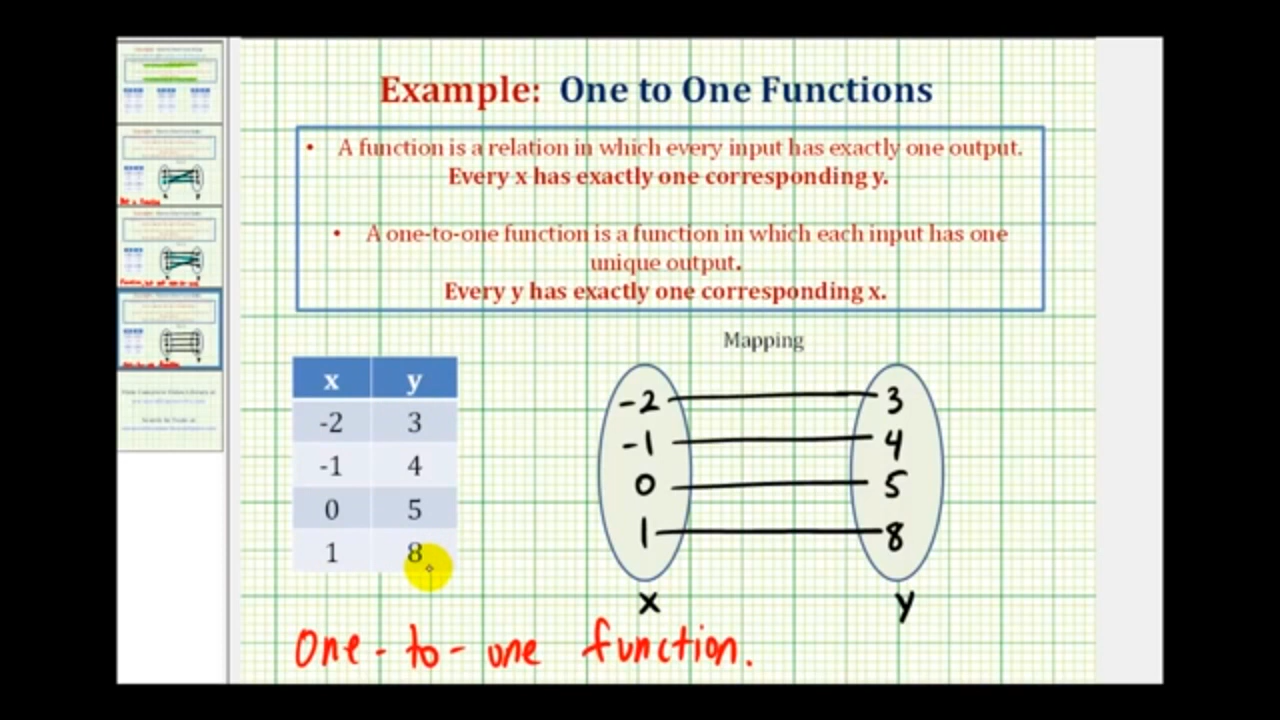 Example: One to One Functions
• A function is a relation in which every input has exactly one output.
Every x has exactly one corresponding y.
• A one-to-one function is a function in which each input has one
unique output.
Every y has exactly one corresponding x.
Mapping
x y
-2 3
-1 4
0 5
1 8
-2 3
-1 4
0 5
1 8
x y
one-to-one function.